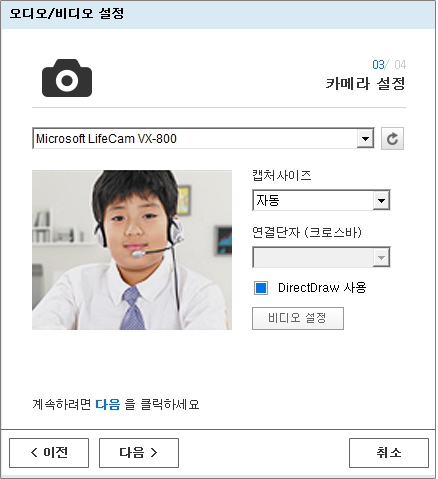 오디오/비디오 설정
03/ 04
카메라 설정
Microsoft LifeCam VX-800
캡처사이즈
자동
연결단자 (크로스바)
DirectDraw 사용
비디오 설정
계속하려면 다음 을 클릭하세요
< 이전
다음 >
취소